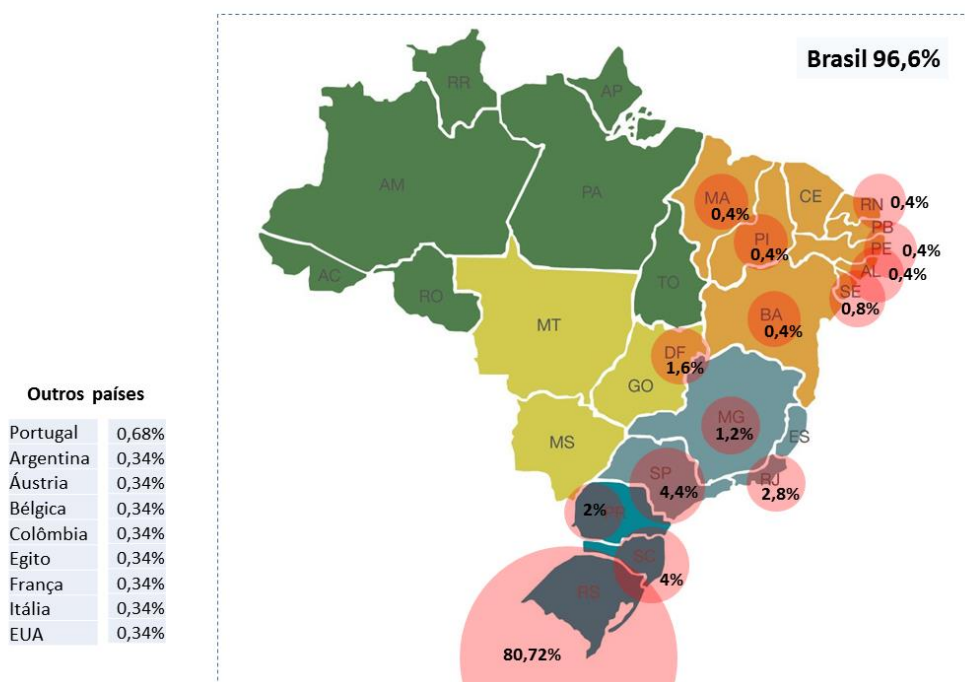 Brasil 96,6%
RR
AP
AM
PA
MA
0,4%
CE
RN
0,4%
PB
PI
0,4%
PE
0,4%
AL
0,4%
AC
RO
TO
SE
0,8%
BA
0,4%
MT
DF
1,6%
GO
MG
1,2%
ES
MS
SP
4,4%
RJ
2,8%
2%
PR
SC
4%
RS
80,72%
Outros países
Portugal 0,68%
Argentina 0,34%
Áustria 0,34%
Bélgica 0,34%
Colômbia 0,34%
Egito 0,34%
França 0,34%
Itália 0,34%
EUA 0,34%